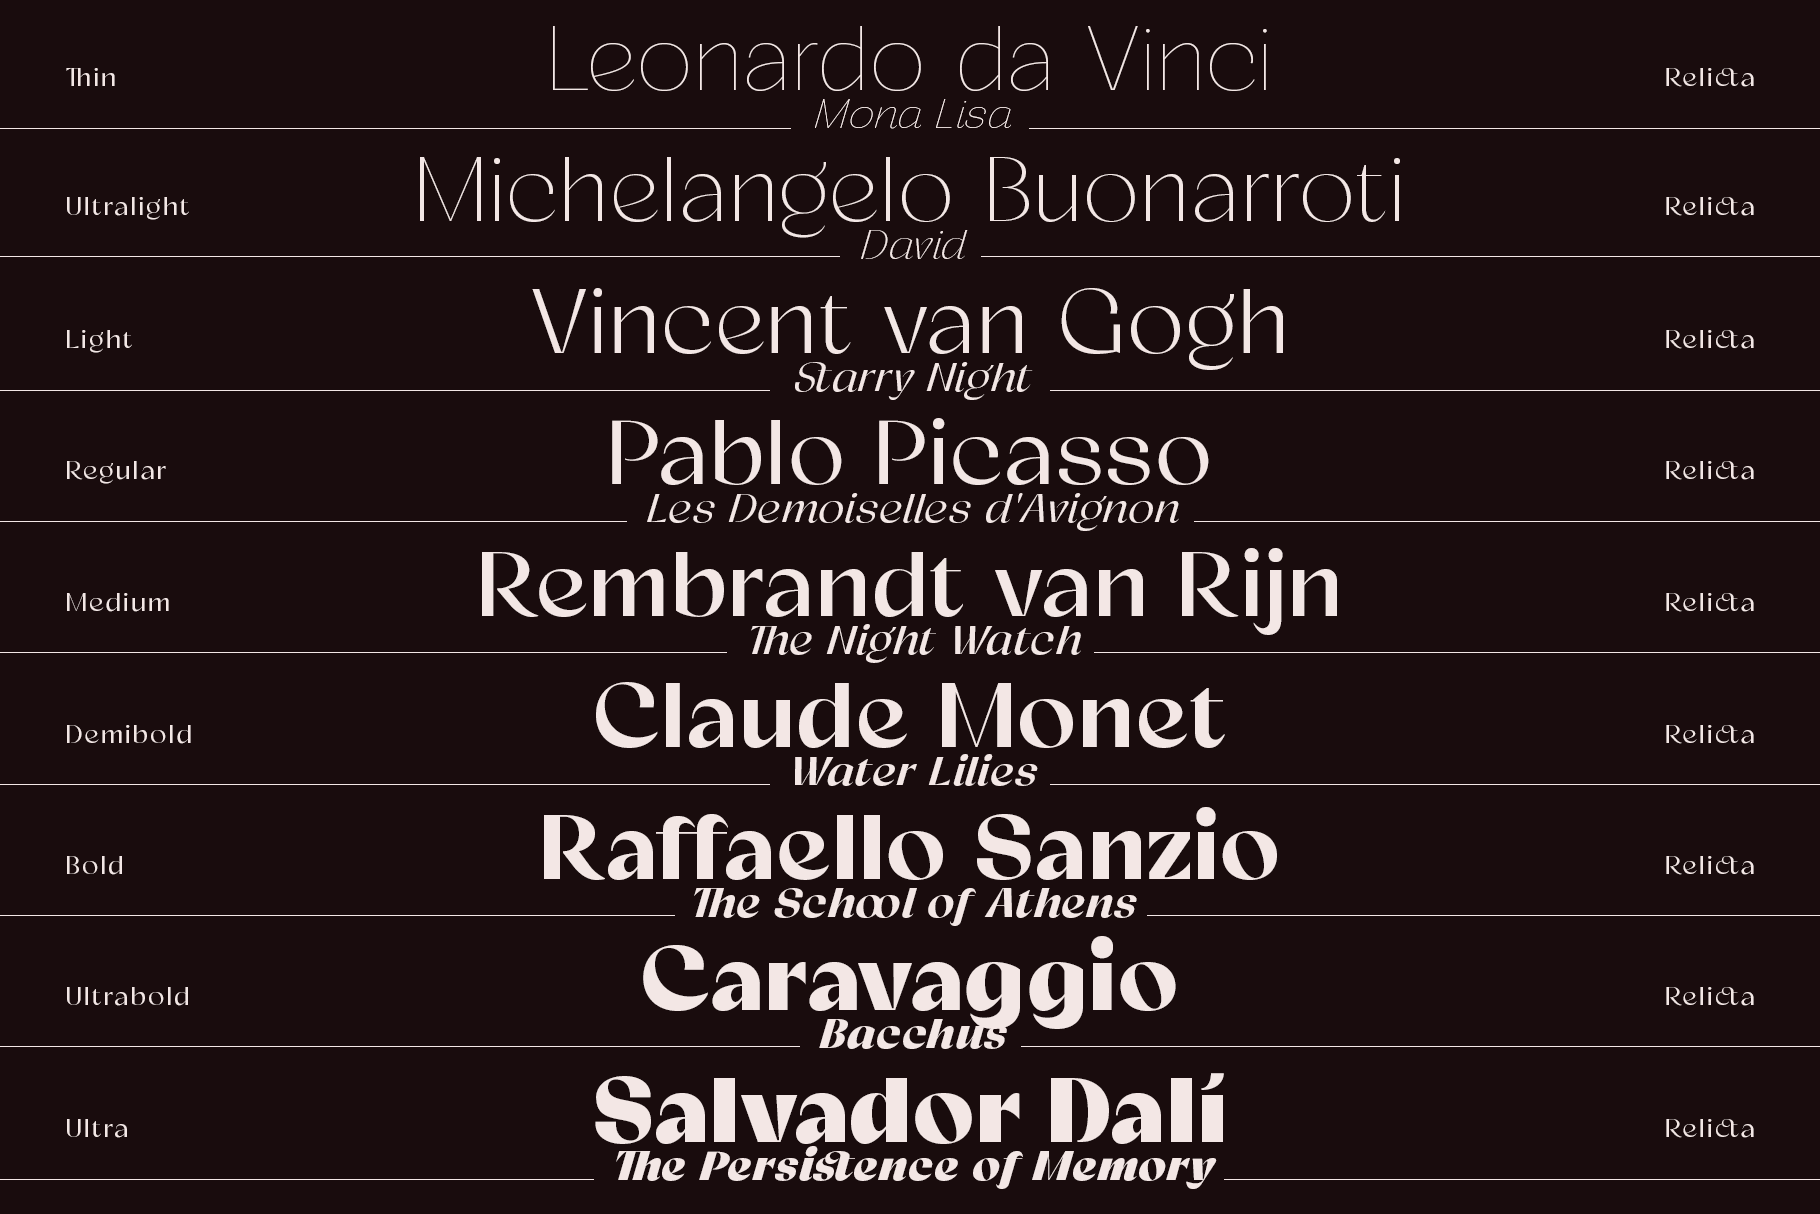 Thin Leonardo da Vinci Relicta
Mona Lisa
Ultralight Michelangelo Buonarroti Relicta
David
Light Vincent van Gogh Relicta
Starry Night
Regular Pablo Picasso Relicta
Les Demoiselles d'Avignon
Medium Rembrandt van Rijn Relicta
The Night Watch
Demibold Claude Monet Relicta
Water Lilies
Bold Raffaello Sanzio Relicta
The School of Athens
Ultrabold Caravaggio Relicta
Bacchus
Ultra Salvador Dalí Relicta
The Persistence of Memory